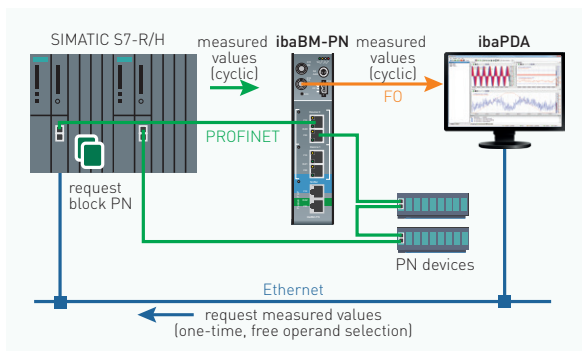 SIMATIC S7-R/H
measured
values
(cyclic)
ibaBM-PN
measured
values
(cyclic)
ibaPDA
FO
PROFINET
request
block PN
PN devices
Ethernet
request measured values
(one-time, free operand selection)